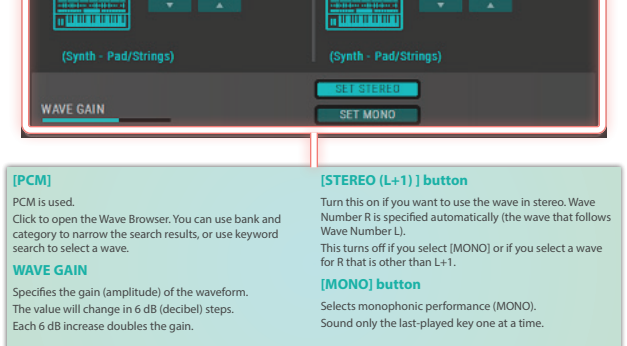 (Synth - Pad/Strings)
(Synth - Pad/Strings)
SET STEREO
WAVE GAIN
SET MONO
[PCM]
PCM is used.
Click to open the Wave Browser. You can use bank and
category to narrow the search results, or use keyword
search to select a wave.
WAVE GAIN
Specifies the gain (amplitude) of the waveform.
The value will change in 6 dB (decibel) steps.
Each 6 dB increase doubles the gain.
[STEREO (L+1) ] button
Turn this on if you want to use the wave in stereo. Wave
Number R is specified automatically (the wave that follows
Wave Number L).
This turns off if you select [MONO] or if you select a wave
for R that is other than L+1.
[MONO] button
Selects monophonic performance (MONO).
Sound only the last-played key one at a time.